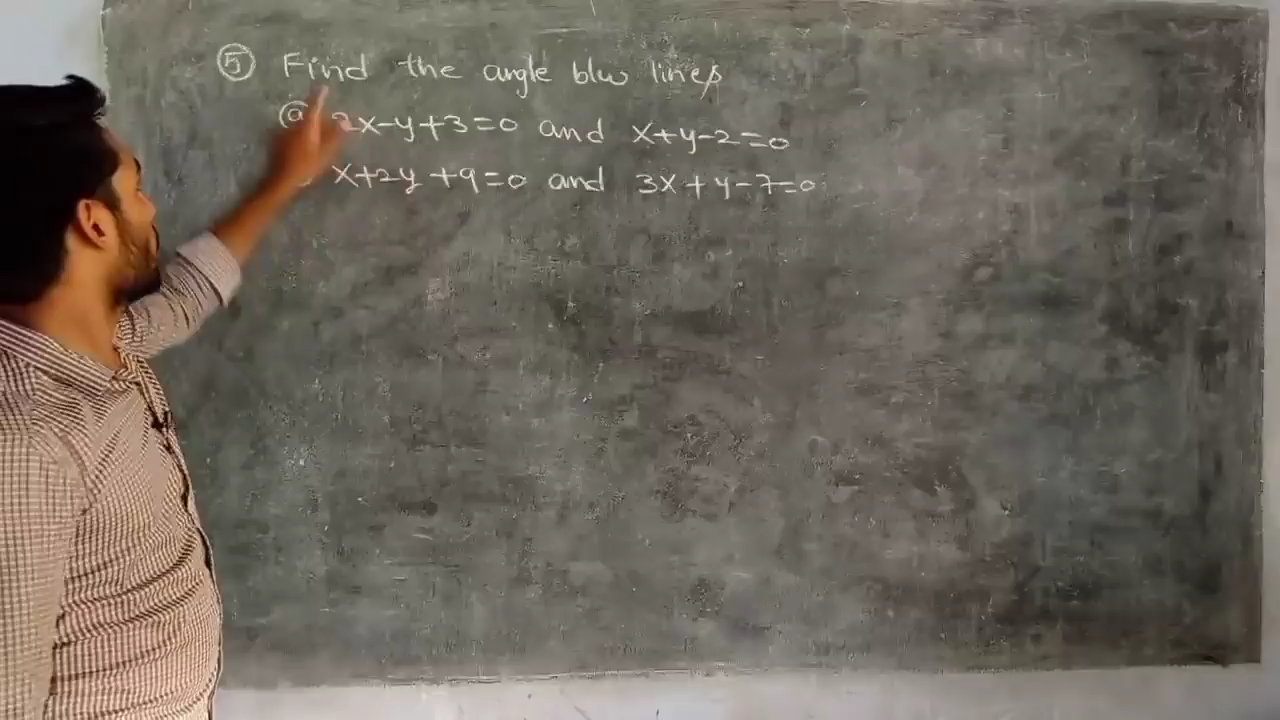 ⑤ Find the angle b/w lines
ⓐ 2x-y+3=0 and x+y-2=0
x+2y+9=0 and 3x+y-7=0